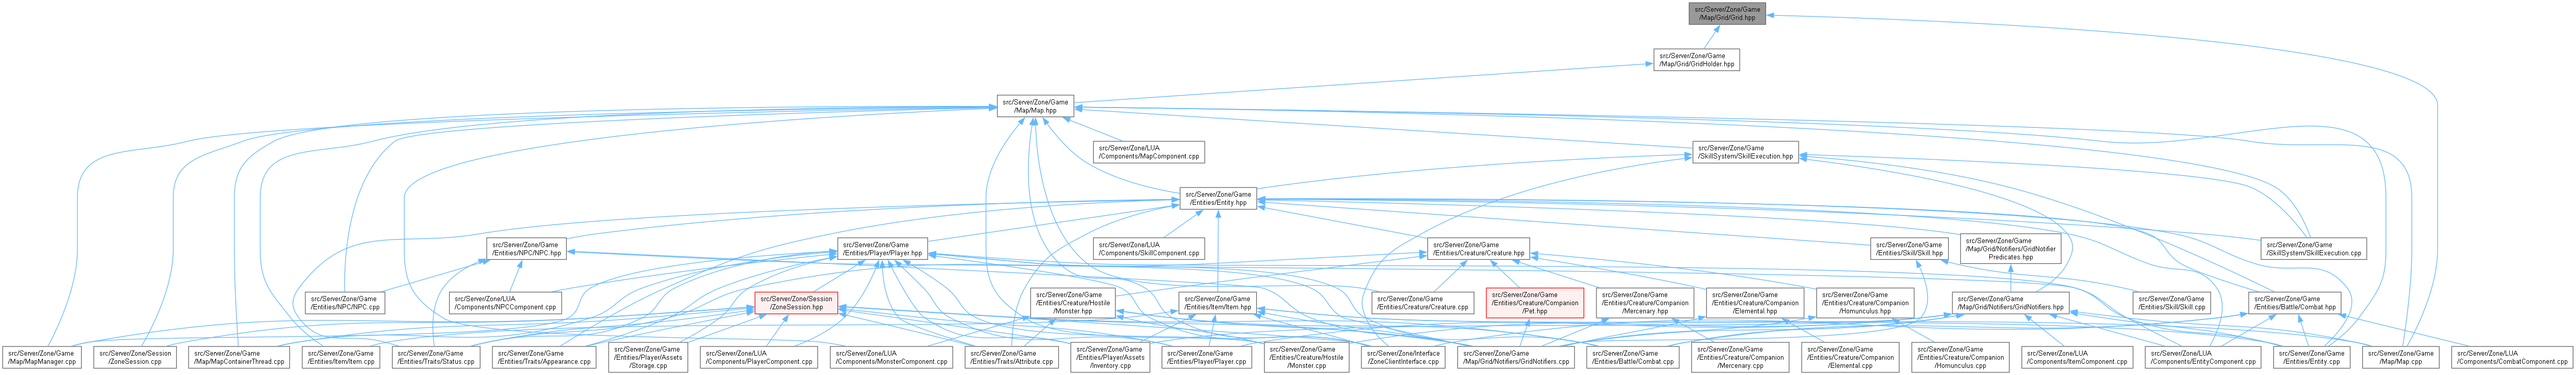 src/Server/Zone/Game
/Map/Grid/Grid.hpp
src/Server/Zone/Game
/Map/Grid/GridHolder.hpp
src/Server/Zone/Game
/Map/Map.hpp
src/Server/Zone/LUA
/Components/MapComponent.cpp
src/Server/Zone/Game
/SkillSystem/SkillExecution.hpp
src/Server/Zone/Game
/Entities/Entity.hpp
src/Server/Zone/Game
/Entities/NPC/NPC.hpp
src/Server/Zone/Game
/Entities/Player/Player.hpp
src/Server/Zone/LUA
/Components/SkillComponent.cpp
src/Server/Zone/Game
/Entities/Creature/Creature.hpp
src/Server/Zone/Game
/Entities/Skill/Skill.hpp
src/Server/Zone/Game
/Map/Grid/Notifiers/GridNotifier
Predicates.hpp
src/Server/Zone/Game
/SkillSystem/SkillExecution.cpp
src/Server/Zone/Game
/Entities/NPC/NPC.cpp
src/Server/Zone/LUA
/Components/NPCComponent.cpp
src/Server/Zone/Session
/ZoneSession.hpp
src/Server/Zone/Game
/Entities/Creature/Hostile
/Monster.hpp
src/Server/Zone/Game
/Entities/Item/Item.hpp
src/Server/Zone/Game
/Entities/Creature/Creature.cpp
src/Server/Zone/Game
/Entities/Creature/Companion
/Pet.hpp
src/Server/Zone/Game
/Entities/Creature/Companion
/Mercenary.hpp
src/Server/Zone/Game
/Entities/Creature/Companion
/Elemental.hpp
src/Server/Zone/Game
/Entities/Creature/Companion
/Homunculus.hpp
src/Server/Zone/Game
/Map/Grid/Notifiers/GridNotifiers.hpp
src/Server/Zone/Game
/Entities/Skill/Skill.cpp
src/Server/Zone/Game
/Entities/Battle/Combat.hpp
src/Server/Zone/Game
/Map/MapManager.cpp
src/Server/Zone/Session
/ZoneSession.cpp
src/Server/Zone/Game
/Map/MapContainerThread.cpp
src/Server/Zone/Game
/Entities/Item/Item.cpp
src/Server/Zone/Game
/Entities/Traits/Status.cpp
src/Server/Zone/Game
/Entities/Traits/Appearance.cpp
src/Server/Zone/Game
/Entities/Player/Assets
/Storage.cpp
src/Server/Zone/LUA
/Components/PlayerComponent.cpp
src/Server/Zone/LUA
/Components/MonsterComponent.cpp
src/Server/Zone/Game
/Entities/Traits/Attribute.cpp
src/Server/Zone/Game
/Entities/Player/Assets
/Inventory.cpp
src/Server/Zone/Game
/Entities/Player/Player.cpp
src/Server/Zone/Game
/Entities/Creature/Hostile
/Monster.cpp
src/Server/Zone/Interface
/ZoneClientInterface.cpp
src/Server/Zone/Game
/Map/Grid/Notifiers/GridNotifiers.cpp
src/Server/Zone/Game
/Entities/Battle/Combat.cpp
src/Server/Zone/Game
/Entities/Creature/Companion
/Mercenary.cpp
src/Server/Zone/Game
/Entities/Creature/Companion
/Elemental.cpp
src/Server/Zone/Game
/Entities/Creature/Companion
/Homunculus.cpp
src/Server/Zone/LUA
/Components/ItemComponent.cpp
src/Server/Zone/LUA
/Components/EntityComponent.cpp
src/Server/Zone/Game
/Entities/Entity.cpp
src/Server/Zone/Game
/Map/Map.cpp
src/Server/Zone/LUA
/Components/CombatComponent.cpp